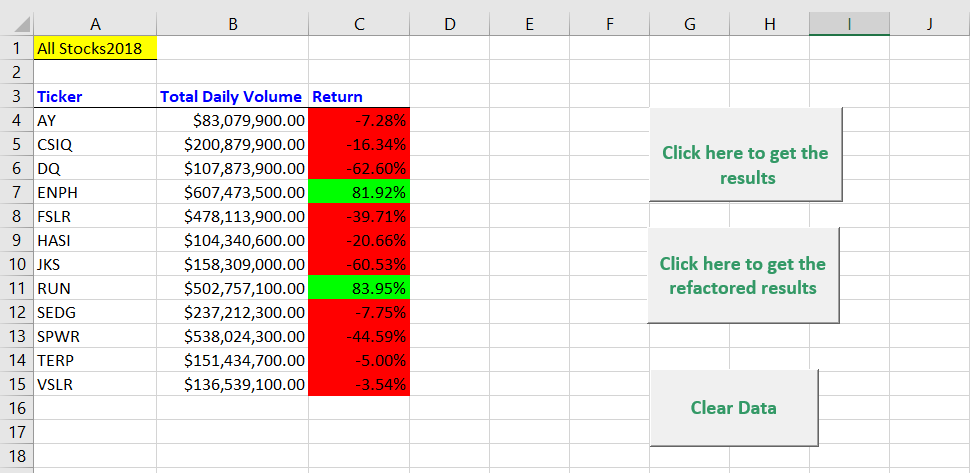 A B C D E F G H I J
1 All Stocks2018
2
3 Ticker Total Daily Volume Return
4 AY $83,079,900.00 -7.28%
5 CSIQ $200,879,900.00 -16.34%
6 DQ $107,873,900.00 -62.60%
7 ENPH $607,473,500.00 81.92%
8 FSLR $478,113,900.00 -39.71%
9 HASI $104,340,600.00 -20.66%
10 JKS $158,309,000.00 -60.53%
11 RUN $502,757,100.00 83.95%
12 SEDG $237,212,300.00 -7.75%
13 SPWR $538,024,300.00 -44.59%
14 TERP $151,434,700.00 -5.00%
15 VSLR $136,539,100.00 -3.54%
16
17
18
Click here to get the
results
Click here to get the
refactored results
Clear Data